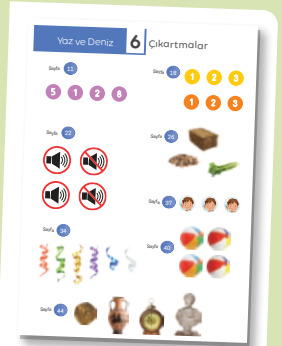 Yaz ve Deniz 6 Çıkartmalar
Sayfa 11
5 1 2 8
Sayfa 18
1 2 3
1 2 3
Sayfa 22
Sayfa 26
Sayfa 37
Sayfa 34
Sayfa 40
Sayfa 44